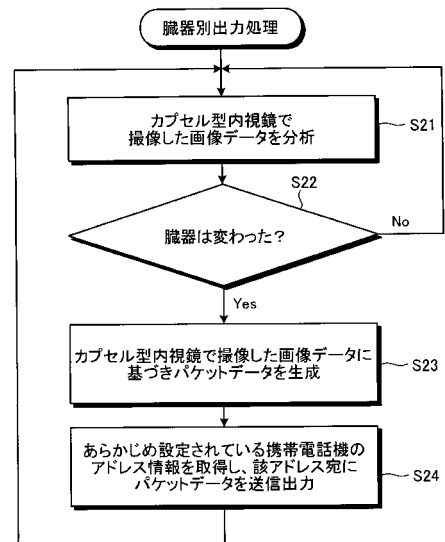 臓器別出力処理
カプセル型内視鏡で
撮像した画像データを分析
S21
S22
臓器は変わった？
No
Yes
カプセル型内視鏡で撮像した画像データに
基づきパケットデータを生成
S23
あらかじめ設定されている携帯電話機の
アドレス情報を取得し、該アドレス宛に
パケットデータを送信出力
S24